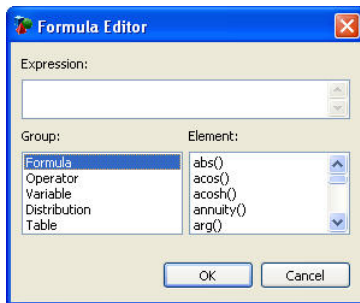 Formula Editor
Expression:
Group:
Element:
Formula
Operator
Variable
Distribution
Table
abs()
acos()
acosh()
annuity()
arg()
OK
Cancel